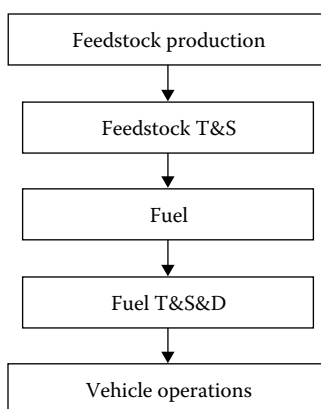 Feedstock production
Feedstock T&S
Fuel
Fuel T&S&D
Vehicle operations